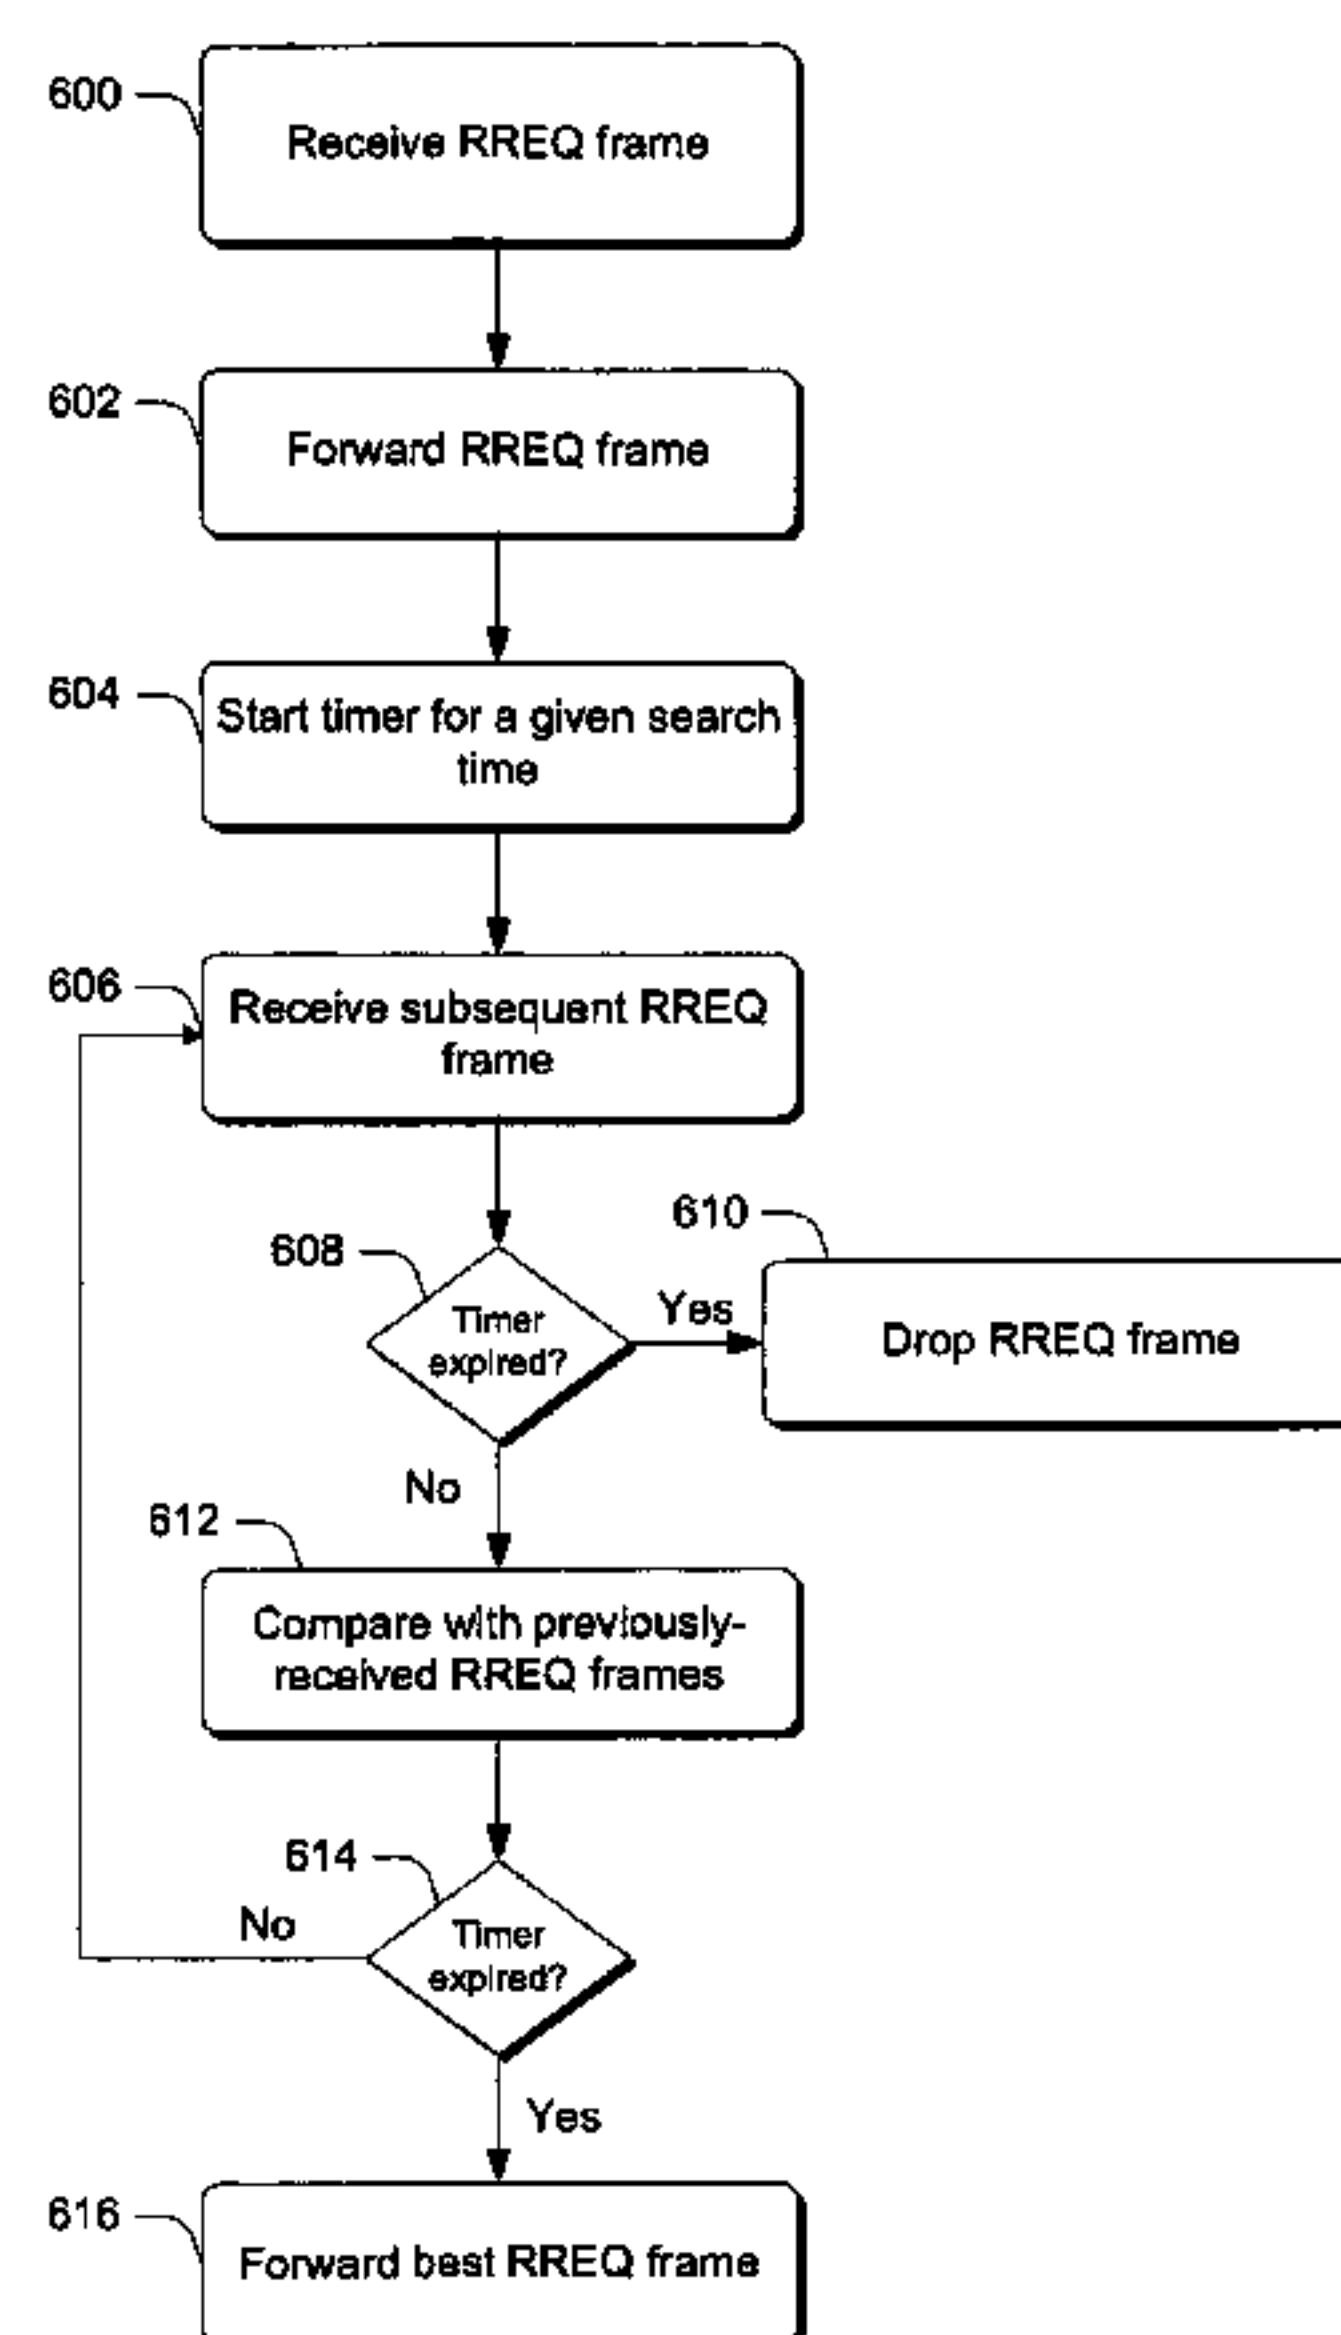 600
Receive RREQ frame
602
Forward RREQ frame
604
Start timer for a given search
time
606
Receive subsequent RREQ
frame
608
Timer
expired?
Yes
610
Drop RREQ frame
No
612
Compare with previously-
received RREQ frames
614
Timer
expired?
No
Yes
616
Forward best RREQ frame